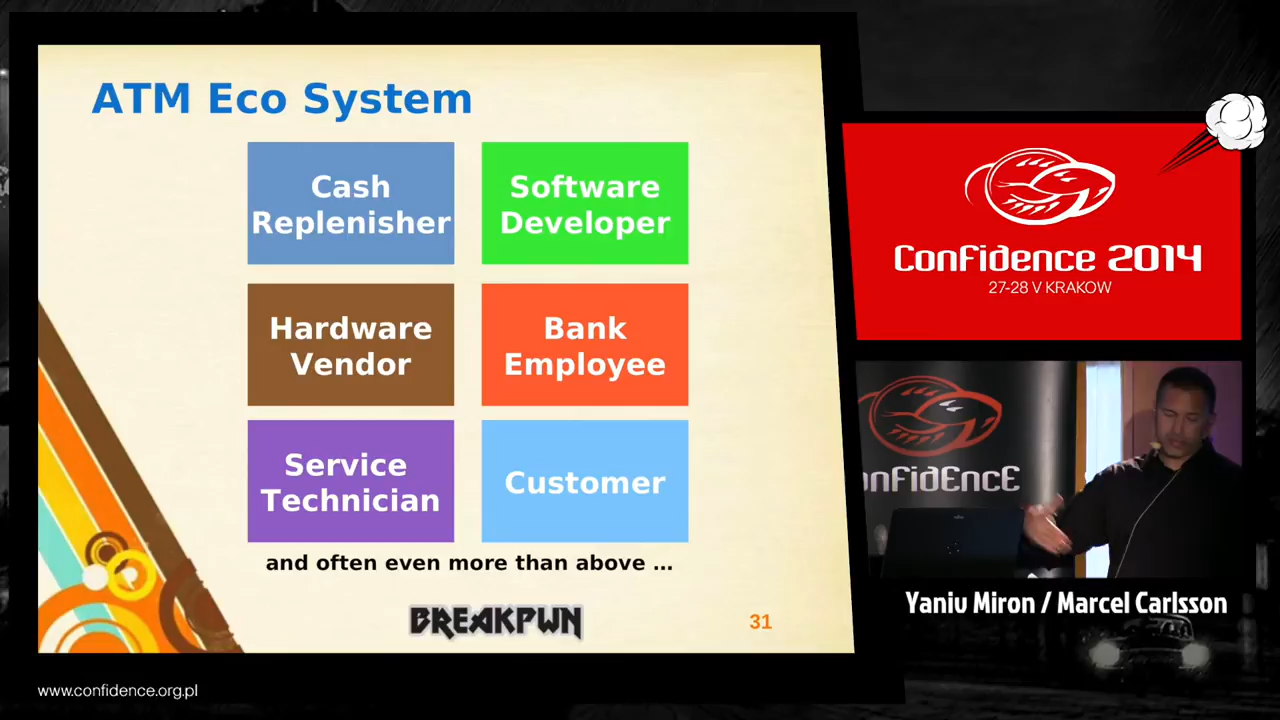 ATM Eco System
Cash
Replenisher
Software
Developer
Hardware
Vendor
Bank
Employee
Service
Technician
Customer
and often even more than above ...
BREAKPWN
31
ConFidence 2014
27-28 V KRAKOW
onFidEncE
Yaniv Miron / Marcel Carlsson
www.confidence.org.pl